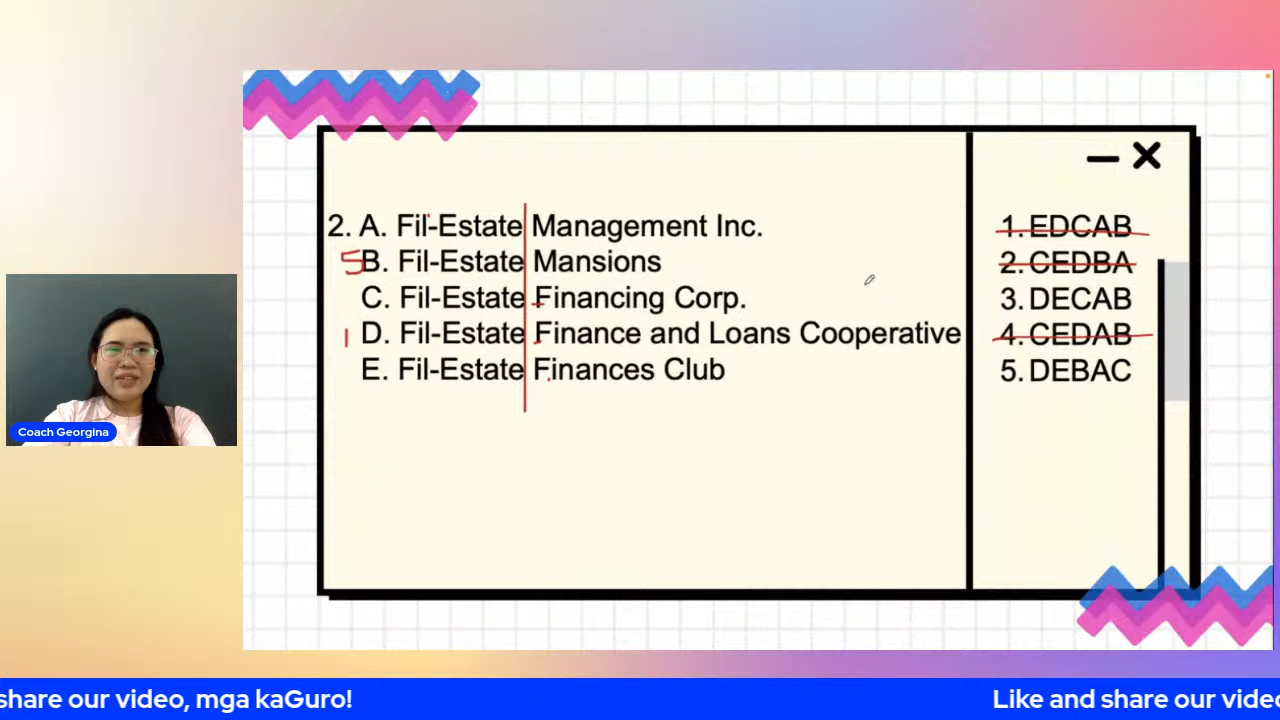 2. A. Fil-Estate Management Inc.
5 B. Fil-Estate Mansions
C. Fil-Estate Financing Corp.
1 D. Fil-Estate Finance and Loans Cooperative
E. Fil-Estate Finances Club
1. EDCAB
2. CEDBA
3. DECAB
4. CEDAB
5. DEBAC
Coach Georgina
share our video, mga kaGuro! Like and share our video